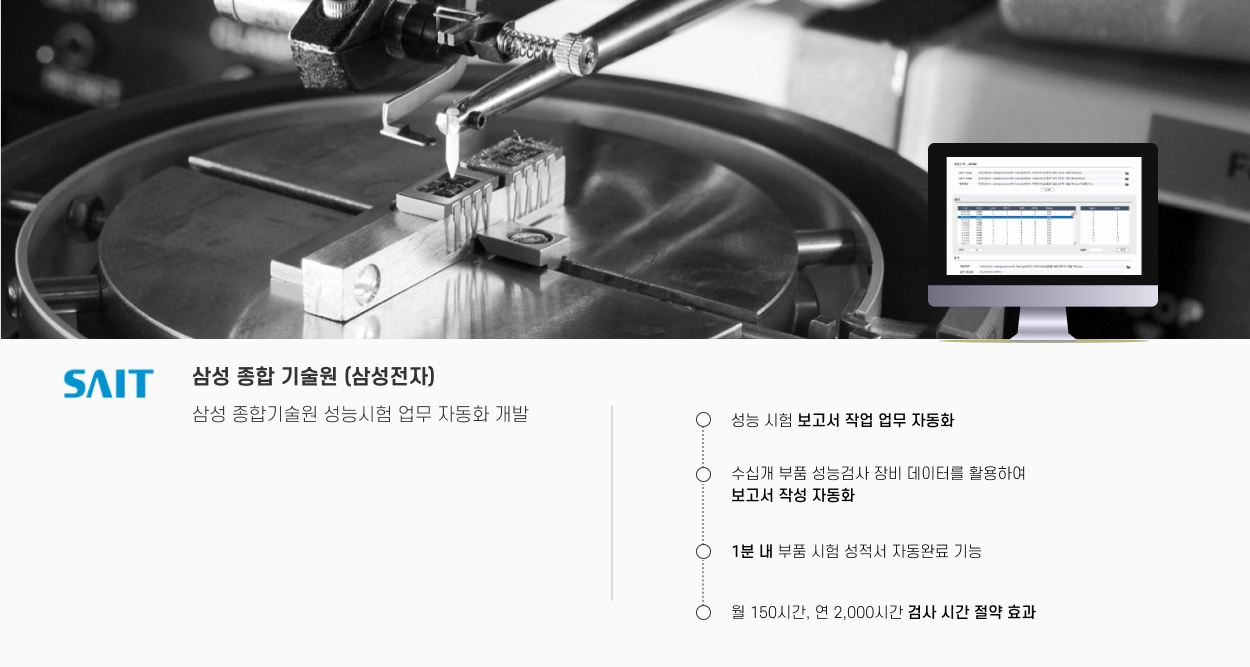 SAIT
삼성 종합 기술원 (삼성전자)
삼성 종합기술원 성능시험 업무 자동화 개발
성능 시험 보고서 작업 업무 자동화
수십개 부품 성능검사 장비 데이터를 활용하여
보고서 작성 자동화
1분 내 부품 시험 성적서 자동완료 기능
월 150시간, 연 2,000시간 검사 시간 절약 효과